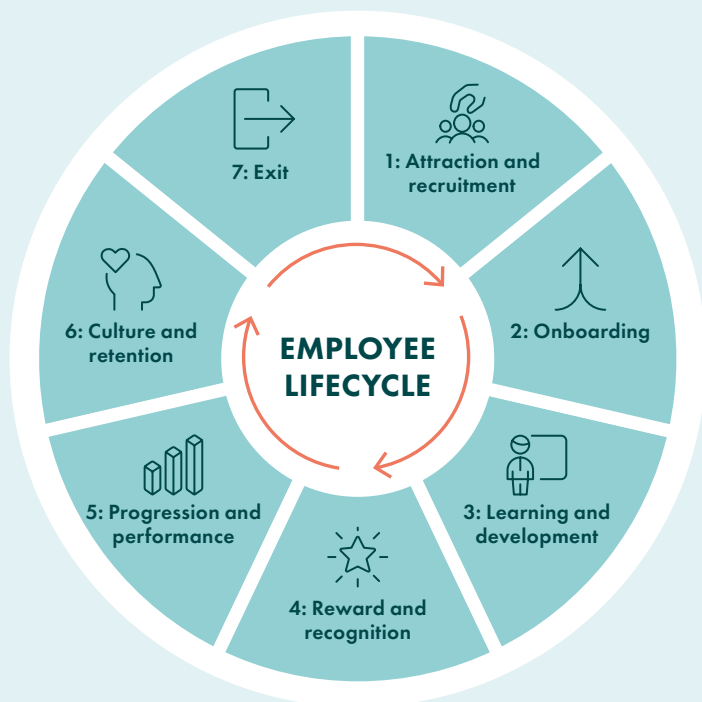 EMPLOYEE
LIFECYCLE
1: Attraction and
recruitment
2: Onboarding
3: Learning and
development
4: Reward and
recognition
5: Progression and
performance
6: Culture and
retention
7: Exit